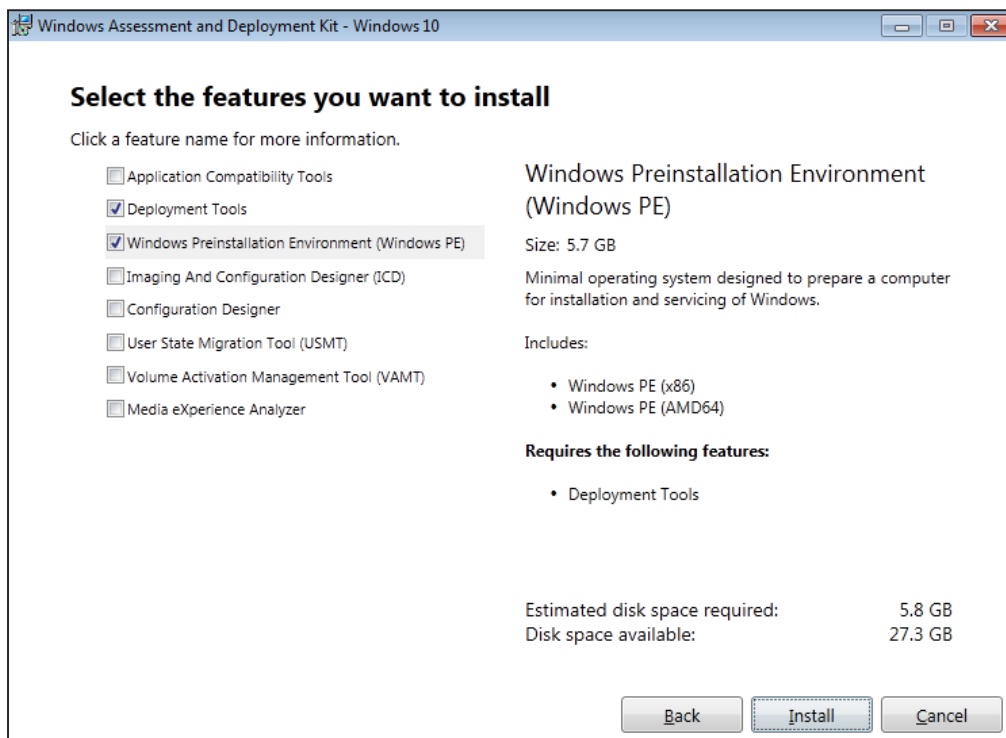 Windows Assessment and Deployment Kit - Windows 10
Select the features you want to install
Click a feature name for more information.
Application Compatibility Tools
Deployment Tools
Windows Preinstallation Environment (Windows PE)
Imaging And Configuration Designer (ICD)
Configuration Designer
User State Migration Tool (USMT)
Volume Activation Management Tool (VAMT)
Media eXperience Analyzer
Windows Preinstallation Environment
(Windows PE)
Size: 5.7 GB
Minimal operating system designed to prepare a computer
for installation and servicing of Windows.
Includes:
• Windows PE (x86)
• Windows PE (AMD64)
Requires the following features:
• Deployment Tools
Estimated disk space required: 5.8 GB
Disk space available: 27.3 GB
Back Install Cancel